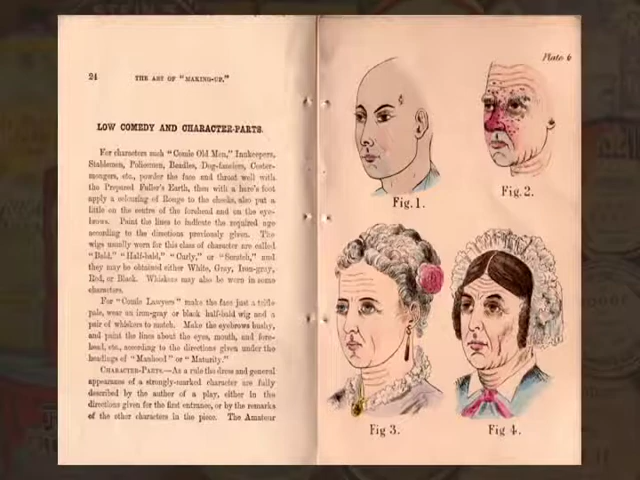 24 THE ART OF "MAKING-UP."
LOW COMEDY AND CHARACTER-PARTS.
For characters such "Comic Old Men," Innkeepers,
Stablemen, Policemen, Beadles, Dog-fanciers, Coster-
mongers, etc., powder the face and throat well with
the Prepared Fuller's Earth, then with a hare's foot
apply a colouring of Rouge to the cheeks, also put a
little on the centre of the forehead and on the eye-
brows. Paint the lines to indicate the required age
according to the directions previously given. The
wigs usually worn for this class of character are called
"Bald," "Half-bald," "Curly," or "Scratch," and
they may be obtained either White, Gray, Iron-gray,
Red, or Black. Whiskers may also be worn in some
characters.
For "Comic Lawyers" make the face just a trifle
pale, wear an iron-gray or black half-bald wig and a
pair of whiskers to match. Make the eyebrows bushy,
and paint the lines about the eyes, mouth, and fore-
head, etc., according to the directions given under the
headings of "Manhood" or "Maturity."
CHARACTER-PARTS.—As a rule the dress and general
appearance of a strongly-marked character are fully
described by the author of a play, either in the
directions given for the first entrance, or by the remarks
of the other characters in the piece. The Amateur
Plate 6
Fig. 1.
Fig. 2.
Fig 3.
Fig 4.